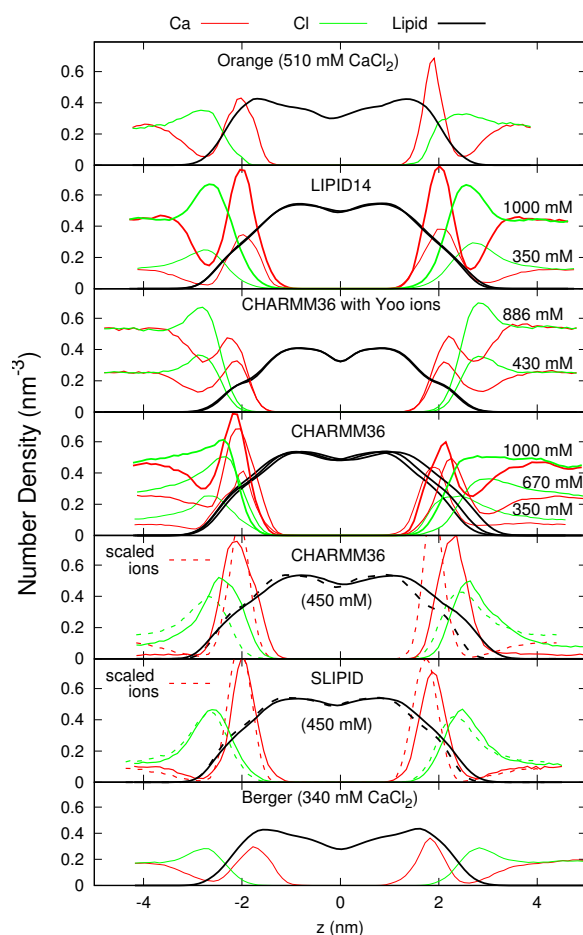 Ca Cl Lipid
Number Density (nm⁻³)
Orange (510 mM CaCl₂)
0.6
0.4
0.2
0
LIPID14
1000 mM
350 mM
0.6
0.4
0.2
0
CHARMM36 with Yoo ions
886 mM
430 mM
0.6
0.4
0.2
0
CHARMM36
1000 mM
670 mM
350 mM
0.6
0.4
0.2
0
scaled
ions
CHARMM36
(450 mM)
0.6
0.4
0.2
0
scaled
ions
SLIPID
(450 mM)
0.6
0.4
0.2
0
Berger (340 mM CaCl₂)
0.6
0.4
0.2
0
-4 -2 0 2 4
z (nm)